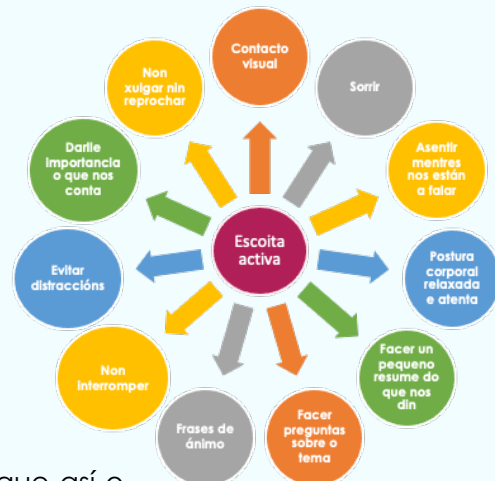 Contacto
visual
Sorrir
Asentir
mentres
nos están
a falar
Postura
corporal
relaxada
e atenta
Facer un
pequeno
resume do
que nos
din
Facer
preguntas
sobre o
tema
Frases de
ánimo
Non
interromper
Evitar
distraccións
Darlle
importancia
o que nos
conta
Non
xulgar nin
reprochar
Escoita
activa
que así o